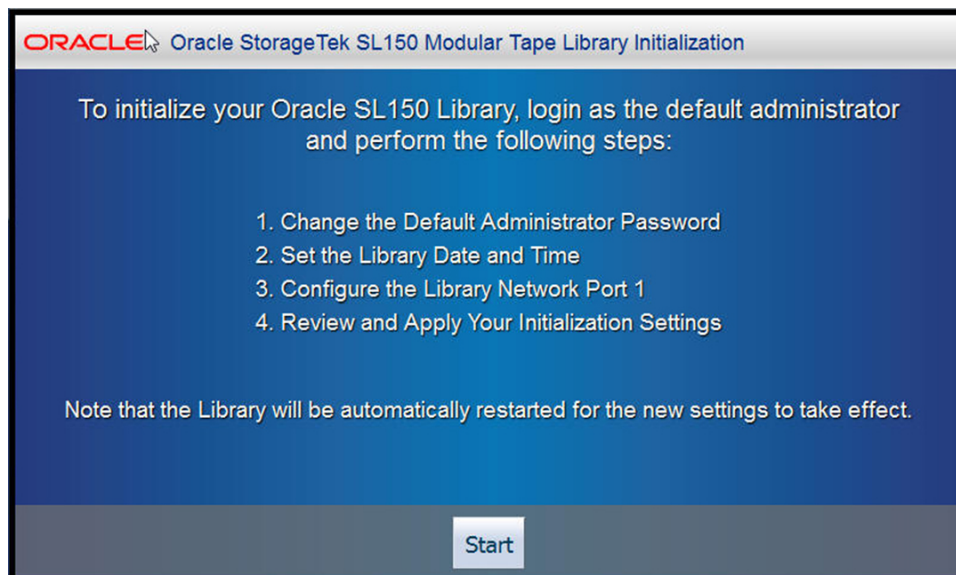 ORACLE Oracle StorageTek SL150 Modular Tape Library Initialization
To initialize your Oracle SL150 Library, login as the default administrator
and perform the following steps:
1. Change the Default Administrator Password
2. Set the Library Date and Time
3. Configure the Library Network Port 1
4. Review and Apply Your Initialization Settings
Note that the Library will be automatically restarted for the new settings to take effect.
Start